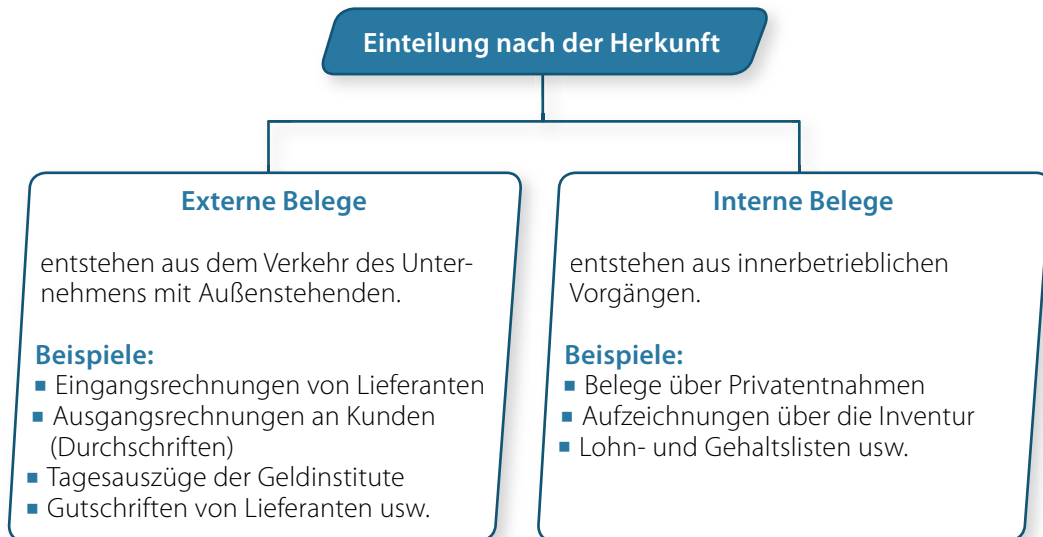 Einteilung nach der Herkunft
Externe Belege
entstehen aus dem Verkehr des Unter-
nehmens mit Außenstehenden.
Beispiele:
▪ Eingangsrechnungen von Lieferanten
▪ Ausgangsrechnungen an Kunden
(Durchschriften)
▪ Tagesauszüge der Geldinstitute
▪ Gutschriften von Lieferanten usw.
Interne Belege
entstehen aus innerbetrieblichen
Vorgängen.
Beispiele:
▪ Belege über Privatentnahmen
▪ Aufzeichnungen über die Inventur
▪ Lohn- und Gehaltslisten usw.